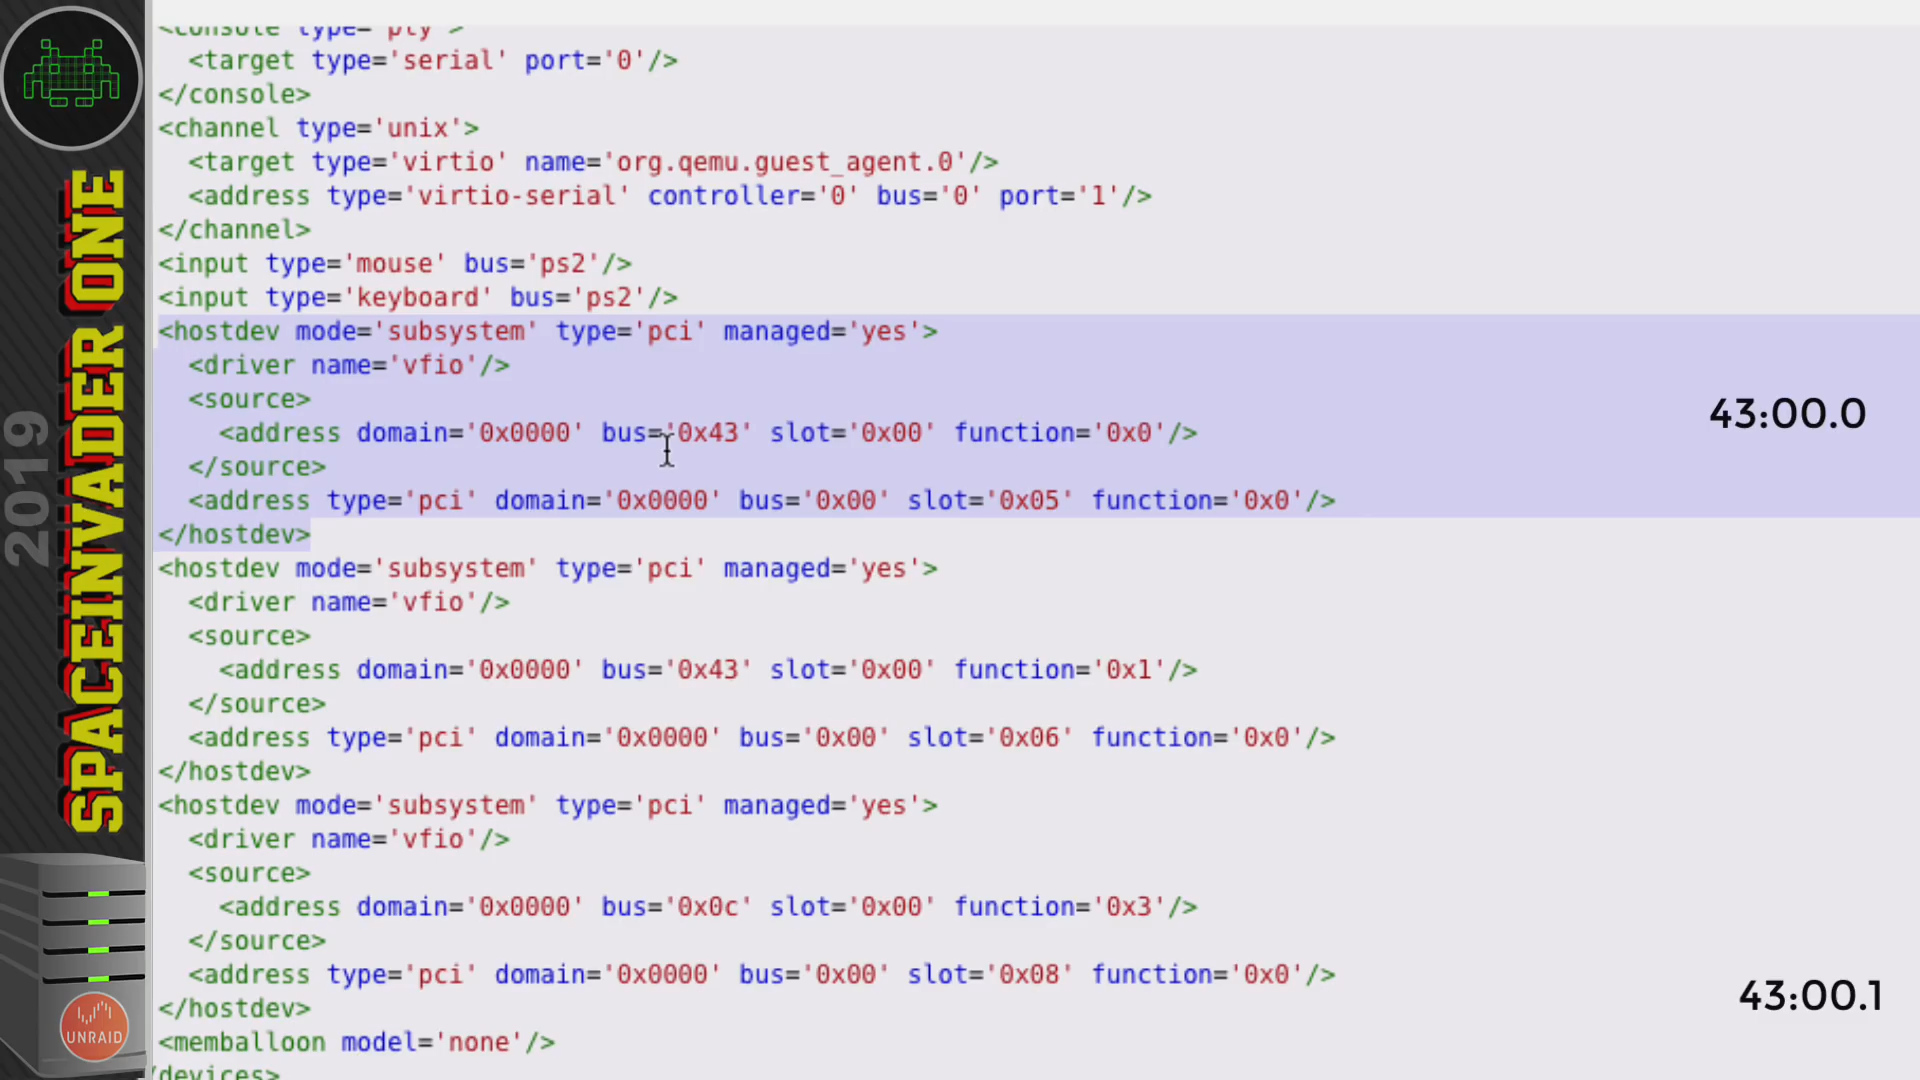 <console type='pty'>
<target type='serial' port='0'/>
</console>
<channel type='unix'>
<target type='virtio' name='org.qemu.guest_agent.0'/>
<address type='virtio-serial' controller='0' bus='0' port='1'/>
</channel>
<input type='mouse' bus='ps2'/>
<input type='keyboard' bus='ps2'/>
<hostdev mode='subsystem' type='pci' managed='yes'>
<driver name='vfio'/>
<source>
<address domain='0x0000' bus='0x43' slot='0x00' function='0x0'/>
</source>
<address type='pci' domain='0x0000' bus='0x00' slot='0x05' function='0x0'/>
</hostdev>
<hostdev mode='subsystem' type='pci' managed='yes'>
<driver name='vfio'/>
<source>
<address domain='0x0000' bus='0x43' slot='0x00' function='0x1'/>
</source>
<address type='pci' domain='0x0000' bus='0x00' slot='0x06' function='0x0'/>
</hostdev>
<hostdev mode='subsystem' type='pci' managed='yes'>
<driver name='vfio'/>
<source>
<address domain='0x0000' bus='0x0c' slot='0x00' function='0x3'/>
</source>
<address type='pci' domain='0x0000' bus='0x00' slot='0x08' function='0x0'/>
</hostdev>
<memballoon model='none'/>
/devices>
43:00.0
43:00.1
2019
SPACEINVADER ONE
UNRAID